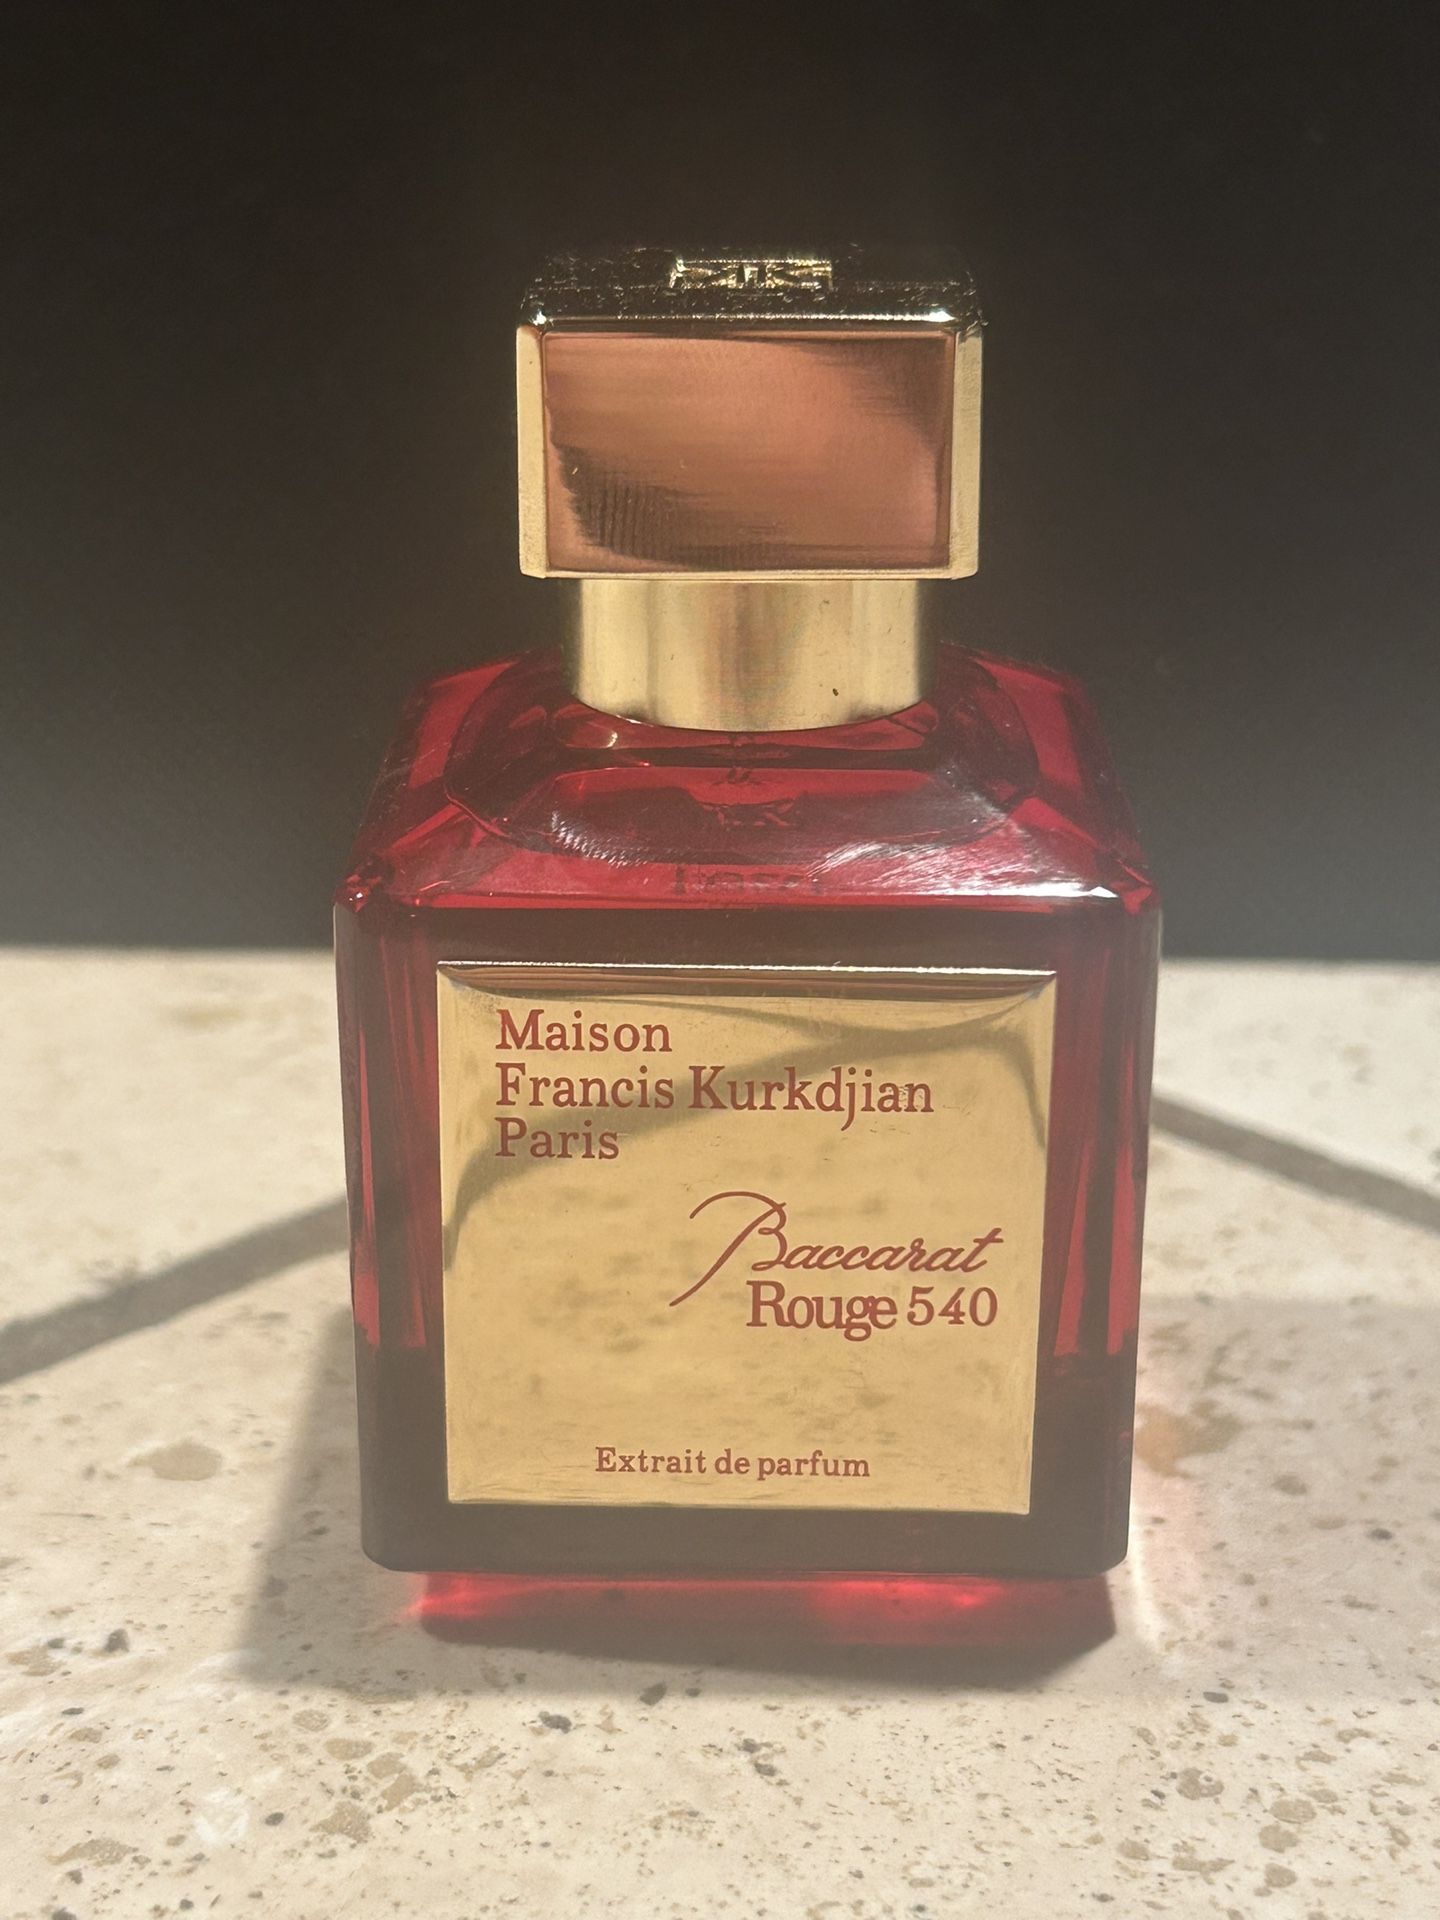 Maison
Francis Kurkdjian
Paris
Baccarat
Rouge 540
Extrait de parfum